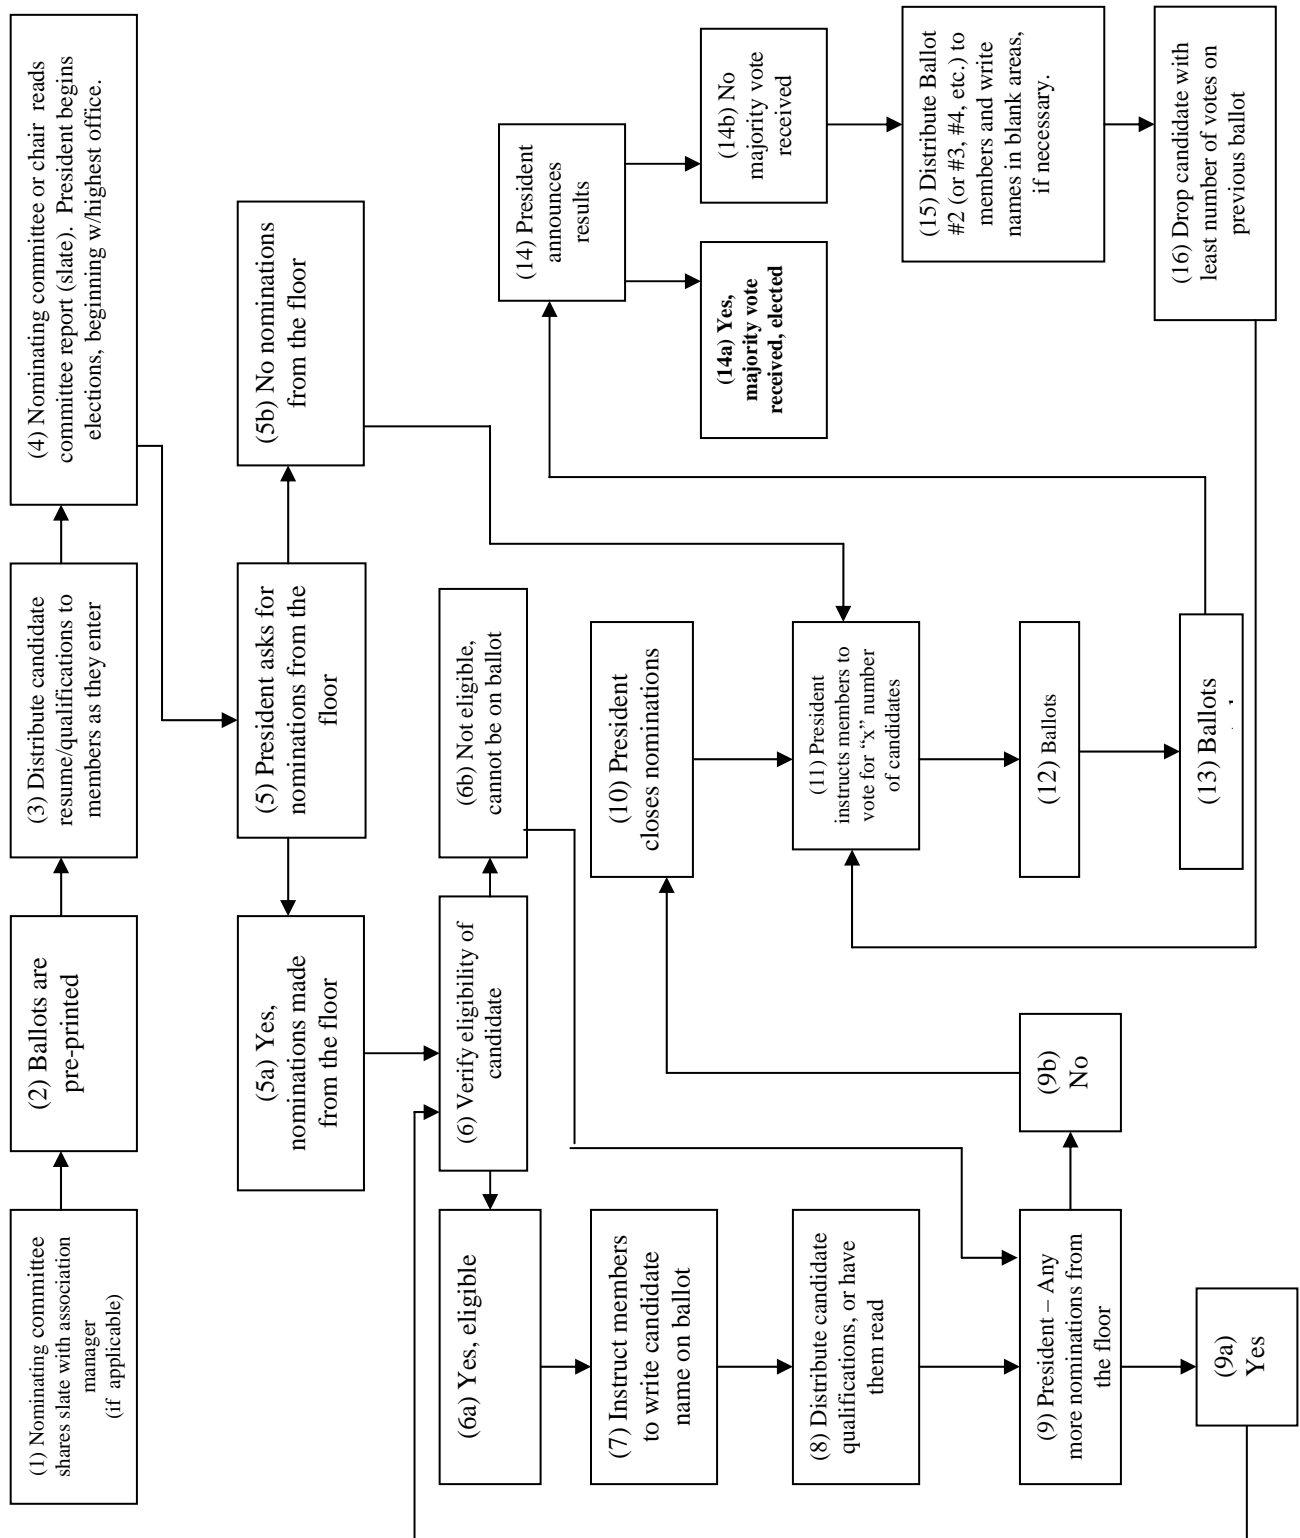 (1) Nominating committee
shares slate with association
manager
(if applicable)
(2) Ballots are
pre-printed
(3) Distribute candidate
resume/qualifications to
members as they enter
(4) Nominating committee or chair reads
committee report (slate). President begins
elections, beginning w/highest office.
(5) President asks for
nominations from the
floor
(5a) Yes,
nominations made
from the floor
(5b) No nominations
from the floor
(6) Verify eligibility of
candidate
(6a) Yes, eligible
(6b) Not eligible,
cannot be on ballot
(7) Instruct members
to write candidate
name on ballot
(8) Distribute candidate
qualifications, or have
them read
(9) President – Any
more nominations from
the floor
(9a)
Yes
(9b)
No
(10) President
closes nominations
(11) President
instructs members to
vote for “x” number
of candidates
(12) Ballots
(13) Ballots
(14) President
announces
results
(14a) Yes,
majority vote
received, elected
(14b) No
majority vote
received
(15) Distribute Ballot
#2 (or #3, #4, etc.) to
members and write
names in blank areas,
if necessary.
(16) Drop candidate with
least number of votes on
previous ballot